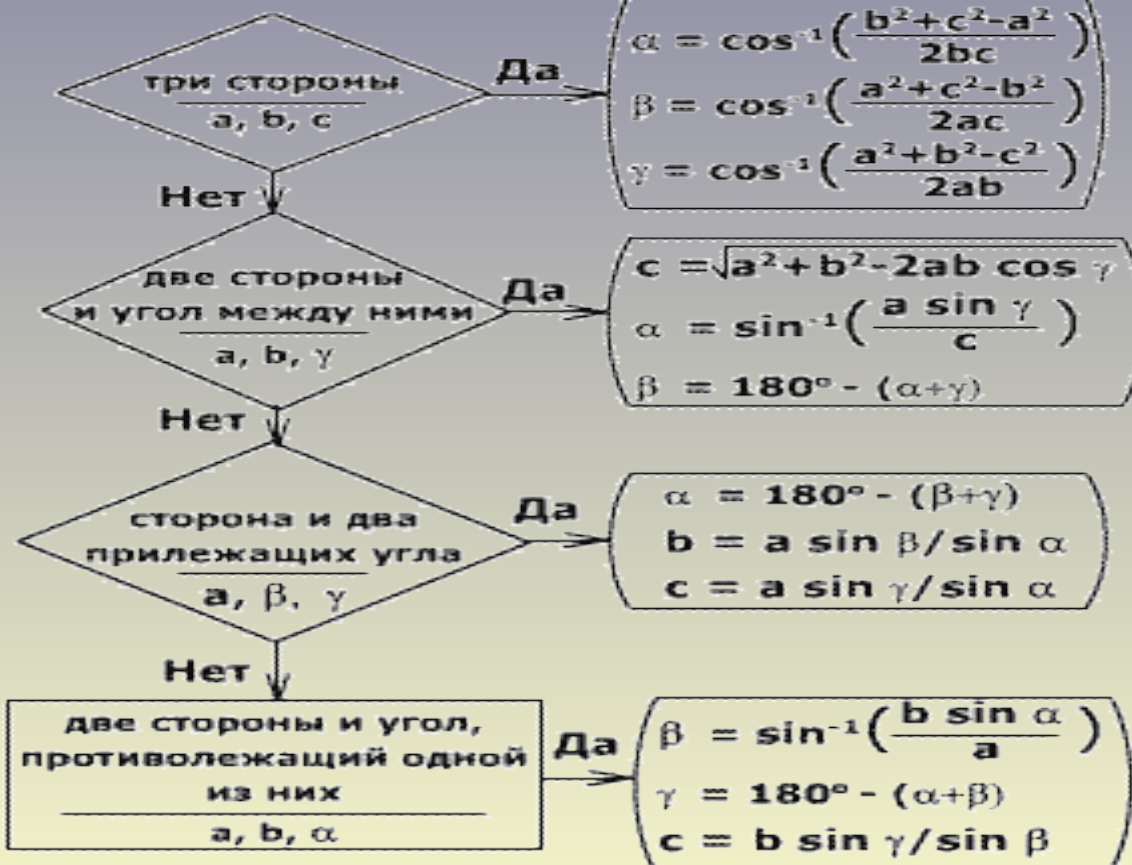 три стороны
a, b, c
Да
α = cos⁻¹((b²+c²-a²)/(2bc))
β = cos⁻¹((a²+c²-b²)/(2ac))
γ = cos⁻¹((a²+b²-c²)/(2ab))
Нет
две стороны
и угол между ними
a, b, γ
Да
c =√(a²+b²-2ab cos γ)
α = sin⁻¹((a sin γ)/c)
β = 180° - (α+γ)
Нет
сторона и два
прилежащих угла
a, β, γ
Да
α = 180° - (β+γ)
b = a sin β/sin α
c = a sin γ/sin α
Нет
две стороны и угол,
противолежащий одной
из них
a, b, α
Да
β = sin⁻¹((b sin α)/a)
γ = 180° - (α+β)
c = b sin γ/sin β